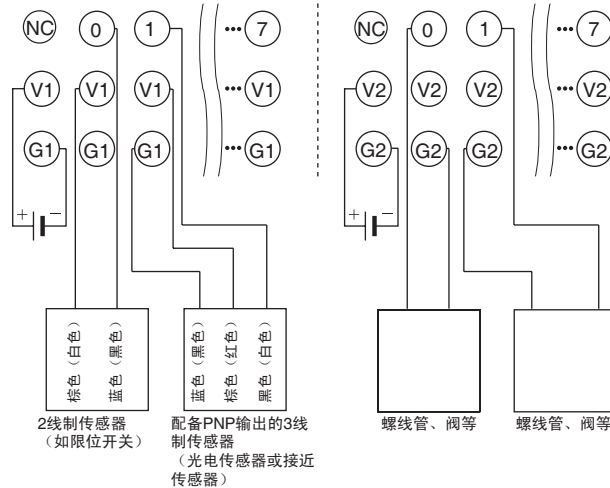 NC 0 1 ••• 7
V1 V1 V1 ••• V1
G1 G1 G1 ••• G1
+ −
棕色（白色）
蓝色（黑色）
蓝色（黑色）
棕色（红色）
黑色（白色）
2线制传感器
（如限位开关）
配备PNP输出的3线
制传感器
（光电传感器或接近
传感器）
NC 0 1 ••• 7
V2 V2 V2 ••• V2
G2 G2 G2 ••• G2
+ −
螺线管、阀等
螺线管、阀等